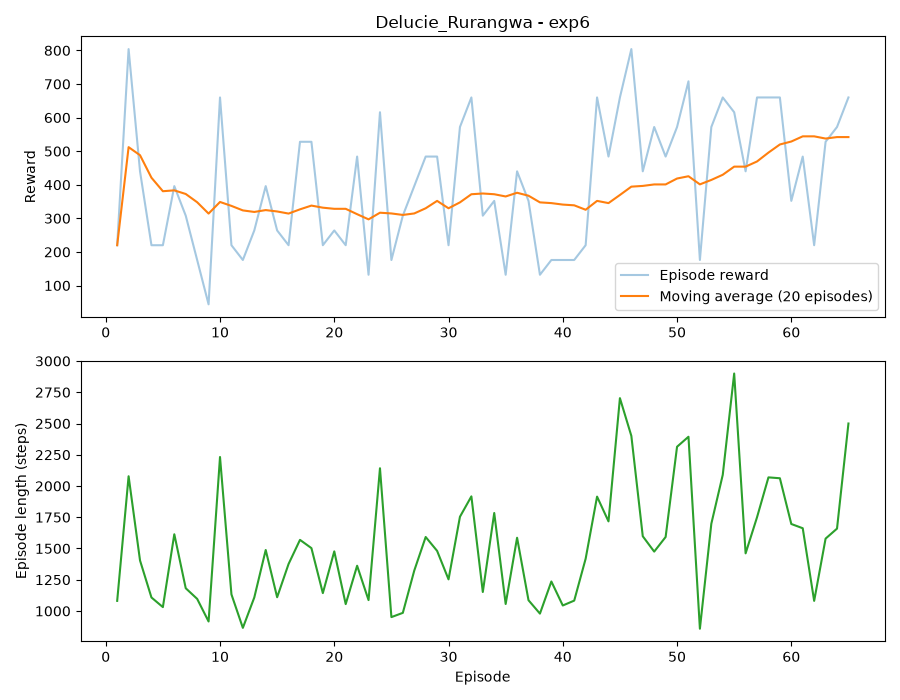 Delucie_Rurangwa - exp6
800
700
600
500
400
300
200
100
Reward
Episode reward
Moving average (20 episodes)
0 10 20 30 40 50 60
3000
2750
2500
2250
2000
1750
1500
1250
1000
Episode length (steps)
0 10 20 30 40 50 60
Episode